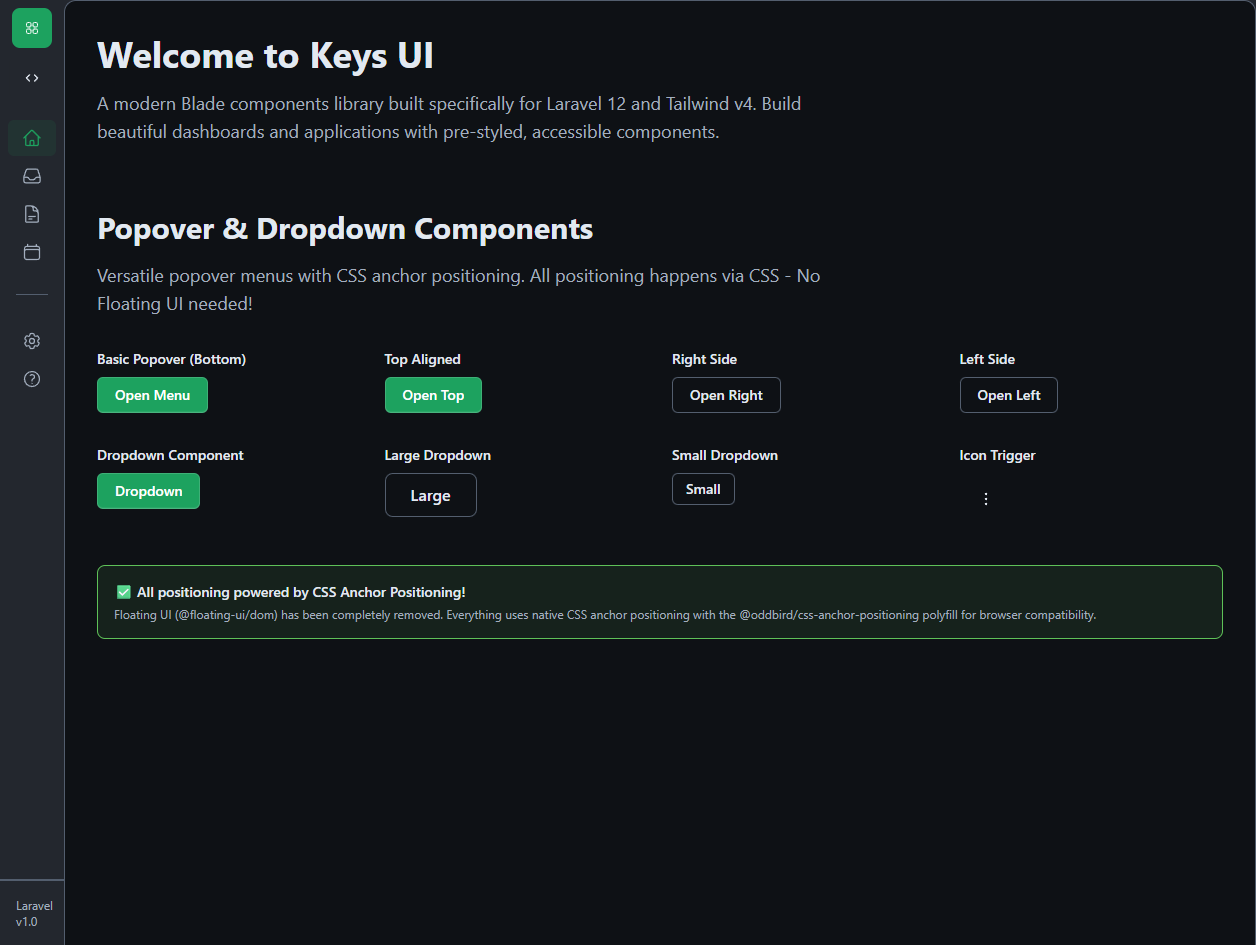 Welcome to Keys UI
A modern Blade components library built specifically for Laravel 12 and Tailwind v4. Build
beautiful dashboards and applications with pre-styled, accessible components.
Popover & Dropdown Components
Versatile popover menus with CSS anchor positioning. All positioning happens via CSS - No
Floating UI needed!
Basic Popover (Bottom)
Open Menu
Top Aligned
Open Top
Right Side
Open Right
Left Side
Open Left
Dropdown Component
Dropdown
Large Dropdown
Large
Small Dropdown
Small
Icon Trigger
✅ All positioning powered by CSS Anchor Positioning!
Floating UI (@floating-ui/dom) has been completely removed. Everything uses native CSS anchor positioning with the @oddbird/css-anchor-positioning polyfill for browser compatibility.
Laravel
v1.0